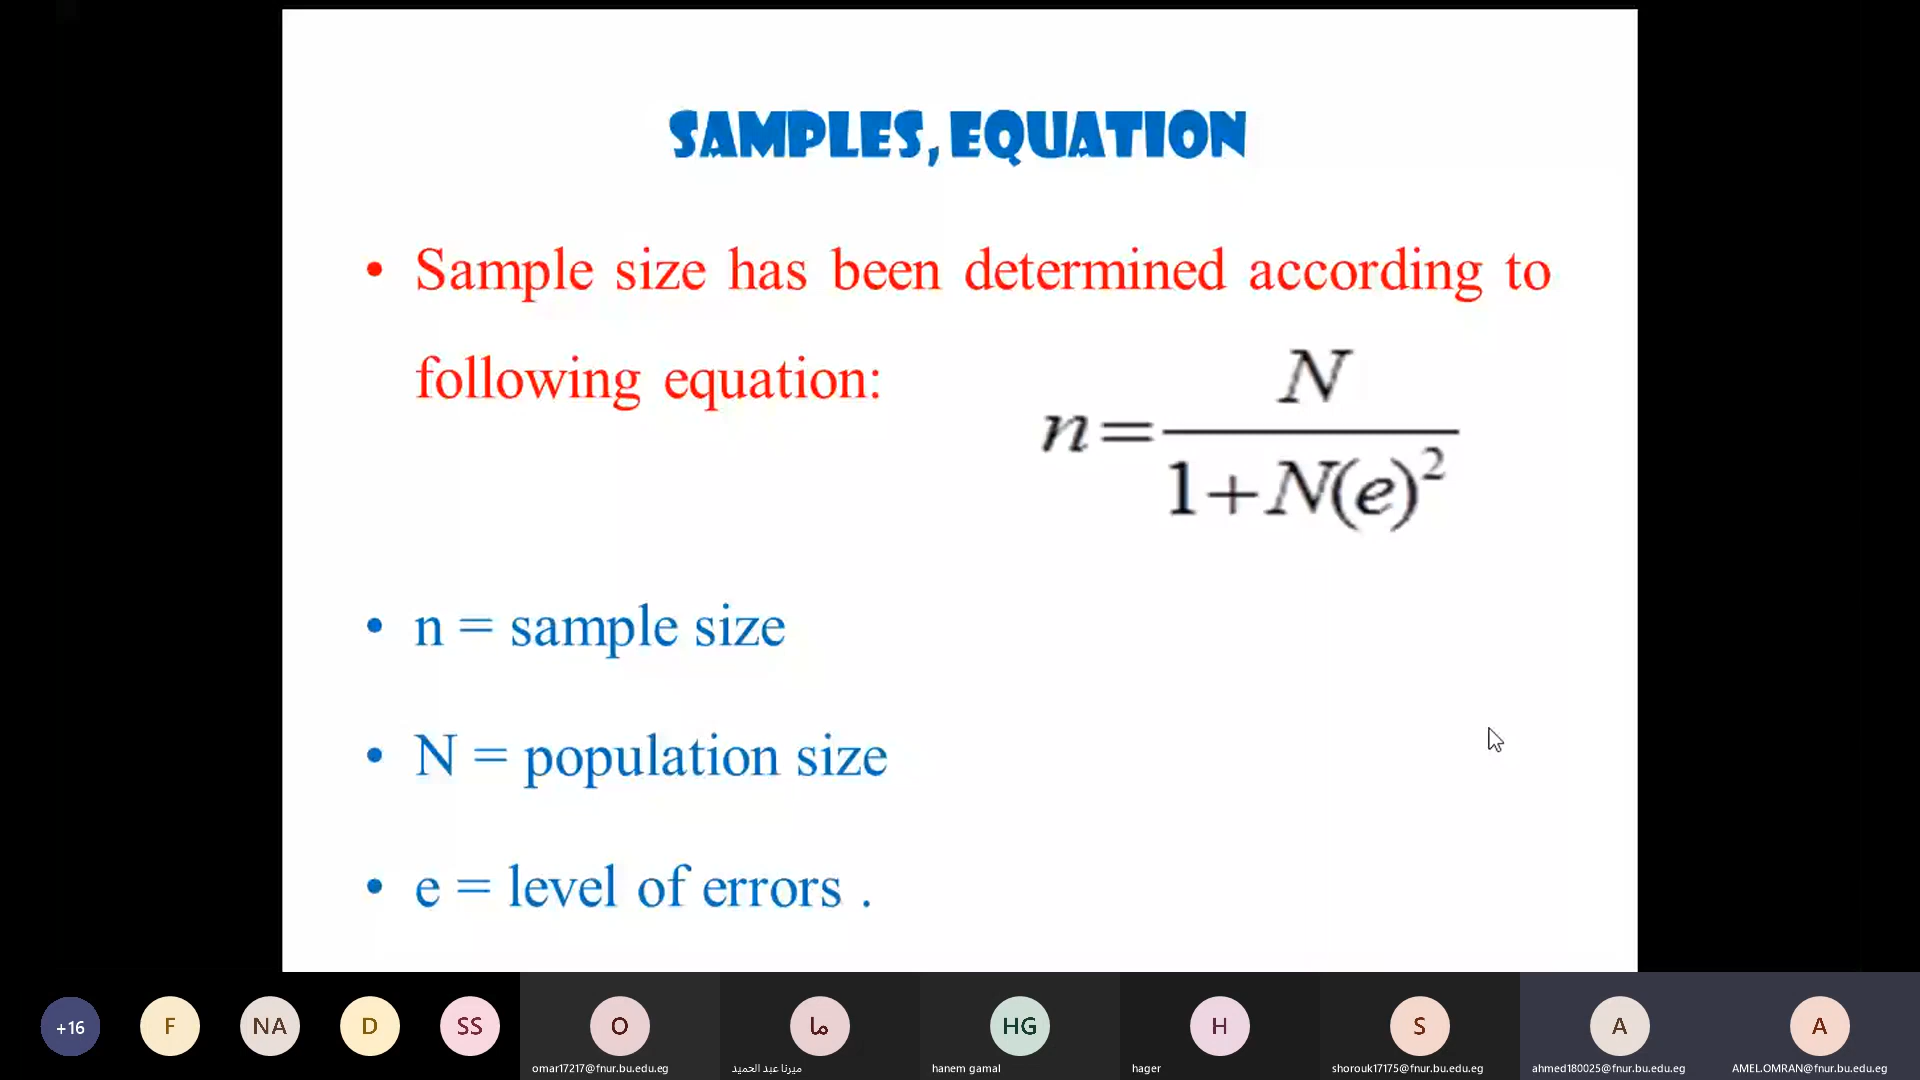 SAMPLES, EQUATION
• Sample size has been determined according to
following equation:
n = N / 1+N(e)²
• n = sample size
• N = population size
• e = level of errors .
+16 F NA D SS O ما HG H S A A
omar17217@fnur.bu.edu.eg ميرنا عبد الحميد hanem gamal hager shorouk17175@fnur.bu.edu.eg ahmed180025@fnur.bu.edu.eg AMEL.OMRAN@fnur.bu.edu.eg